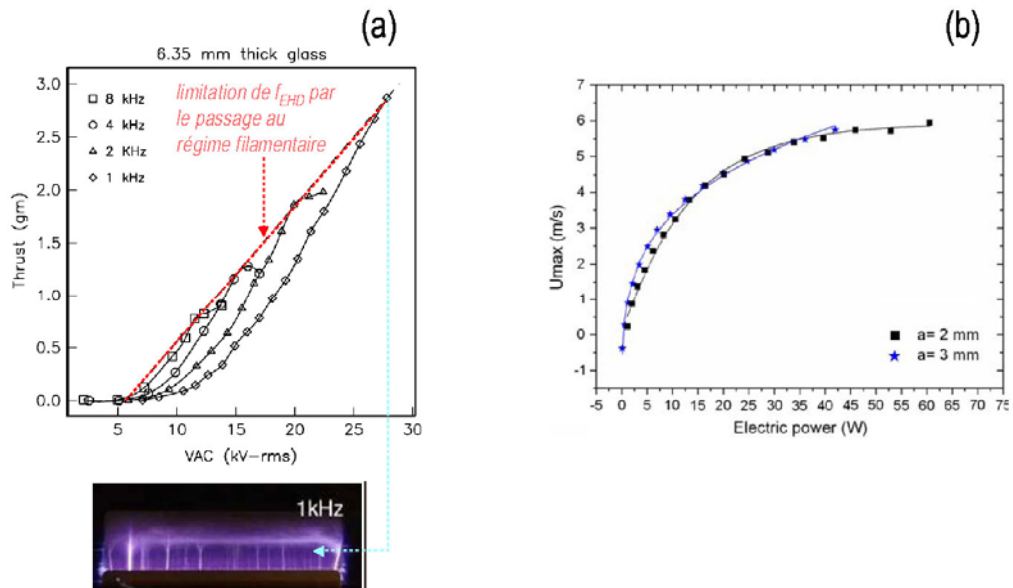 (a)
6.35 mm thick glass
Thrust (gm)
3.0
2.5
2.0
1.5
1.0
0.5
0.0
8 kHz
4 kHz
2 KHz
1 kHz
limitation de fEHD par
le passage au
régime filamentaire
5 10 15 20 25 30
VAC (kV-rms)
1kHz
(b)
Umax (m/s)
7
6
5
4
3
2
1
0
-1
a= 2 mm
a= 3 mm
-5 0 5 10 15 20 25 30 35 40 45 50 55 60 65 70 75
Electric power (W)